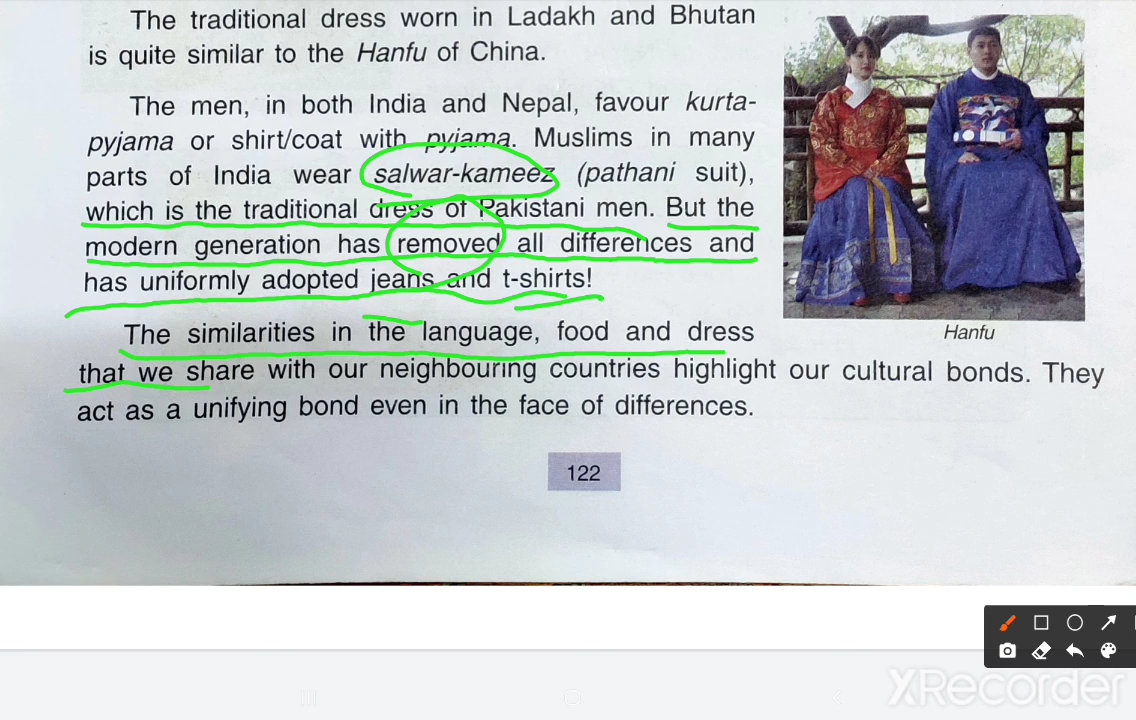 The traditional dress worn in Ladakh and Bhutan
is quite similar to the Hanfu of China.
The men, in both India and Nepal, favour kurta-
pyjama or shirt/coat with pyjama. Muslims in many
parts of India wear salwar-kameez (pathani suit),
which is the traditional dress of Pakistani men. But the
modern generation has removed all differences and
has uniformly adopted jeans and t-shirts!
Hanfu
The similarities in the language, food and dress
that we share with our neighbouring countries highlight our cultural bonds. They
act as a unifying bond even in the face of differences.
122
XRecorder